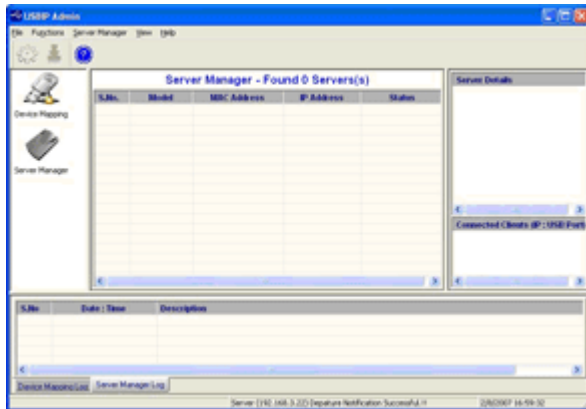 USBIP Admin
File Functions Server Manager View Help
Device Mapping
Server Manager
Server Manager - Found 0 Servers(s)
S.No. Model MAC Address IP Address Status
Server Details
Connected Clients (IP : USB Port
S.No Date : Time Description
Device Mapping Log Server Manager Log
Server (192.168.3.22) Depature Notification Successful.!! 2/8/2007 16:59:32